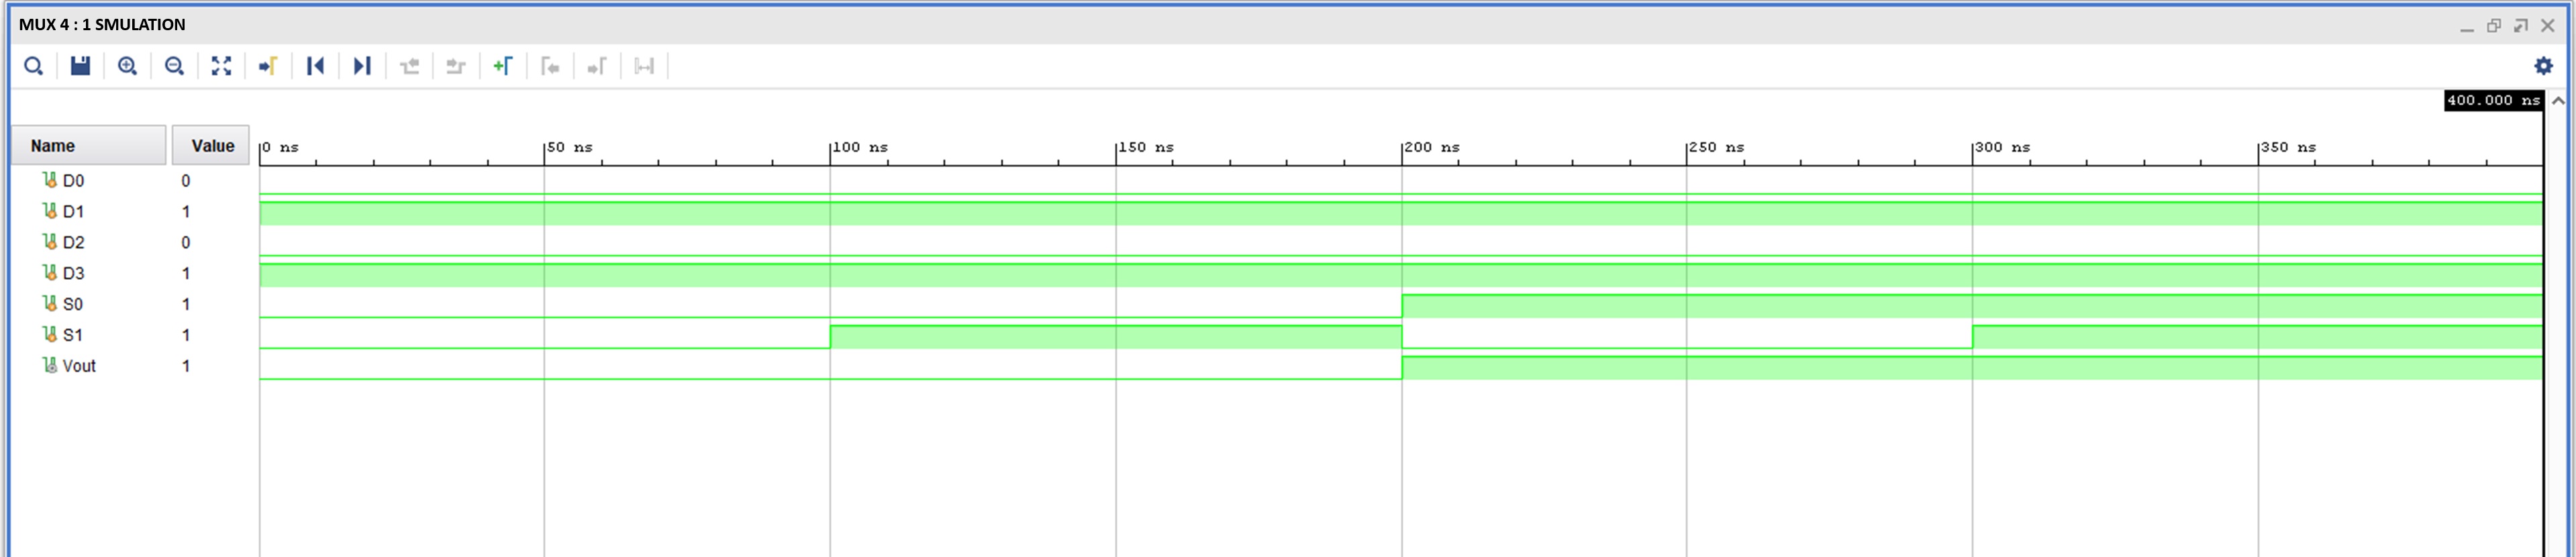 MUX 4 : 1 SMULATION
400.000 ns
Name Value 0 ns 50 ns 100 ns 150 ns 200 ns 250 ns 300 ns 350 ns
D0 0
D1 1
D2 0
D3 1
S0 1
S1 1
Vout 1